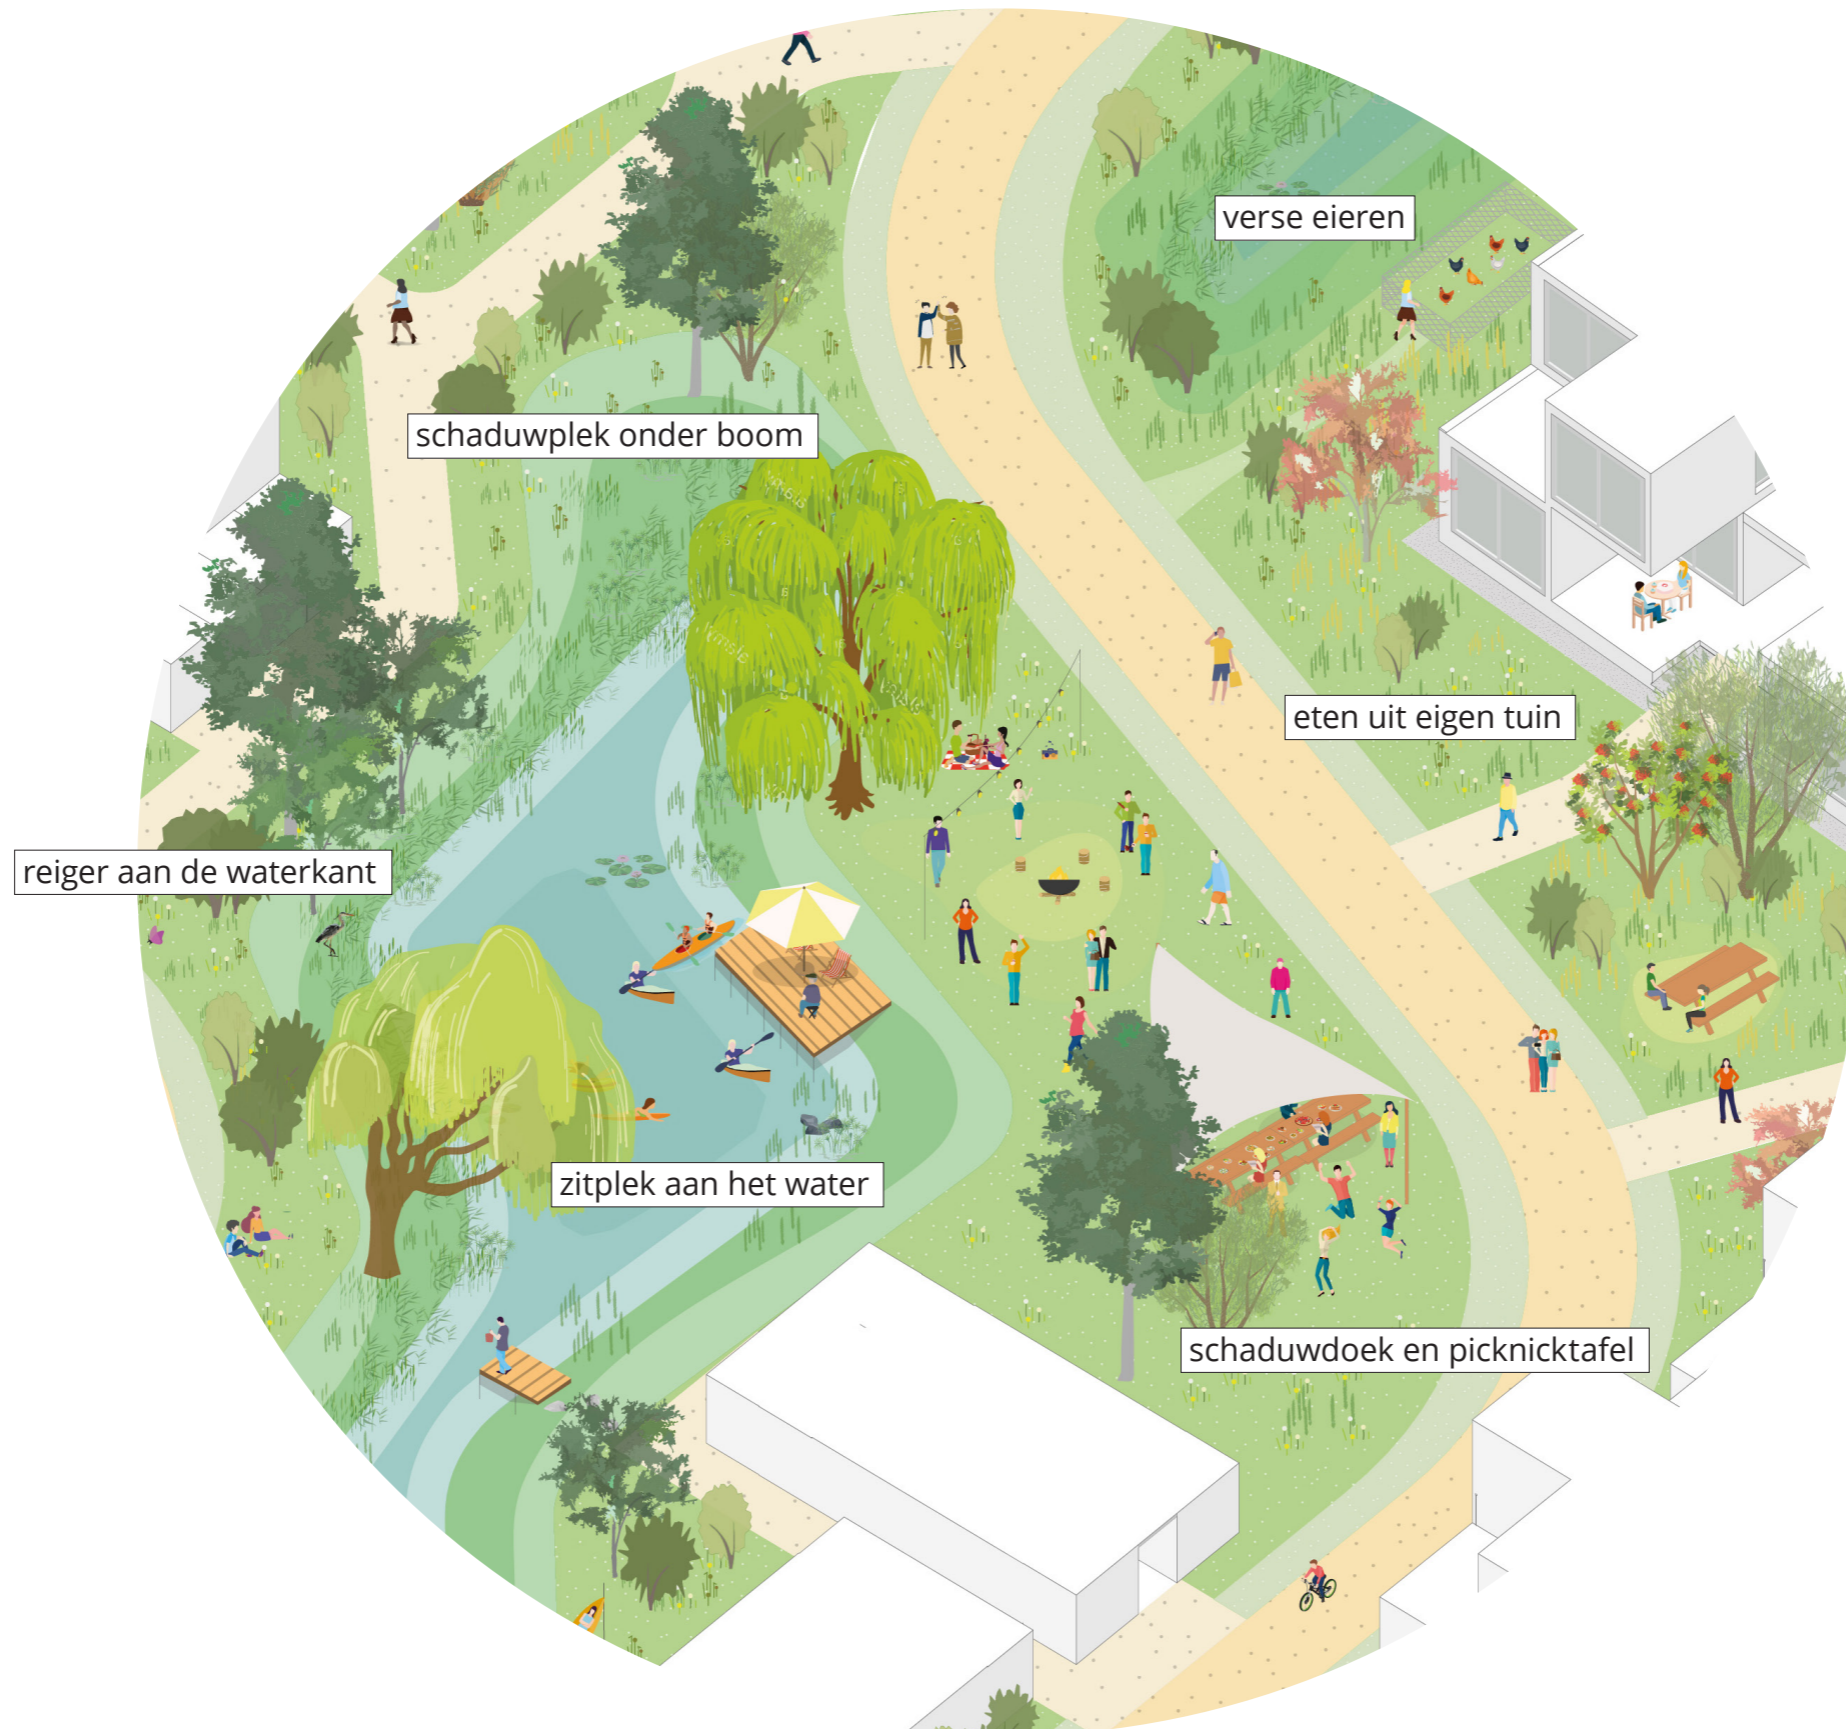 verse eieren
schaduwplek onder boom
eten uit eigen tuin
reiger aan de waterkant
zitplek aan het water
schaduwdoek en picknicktafel